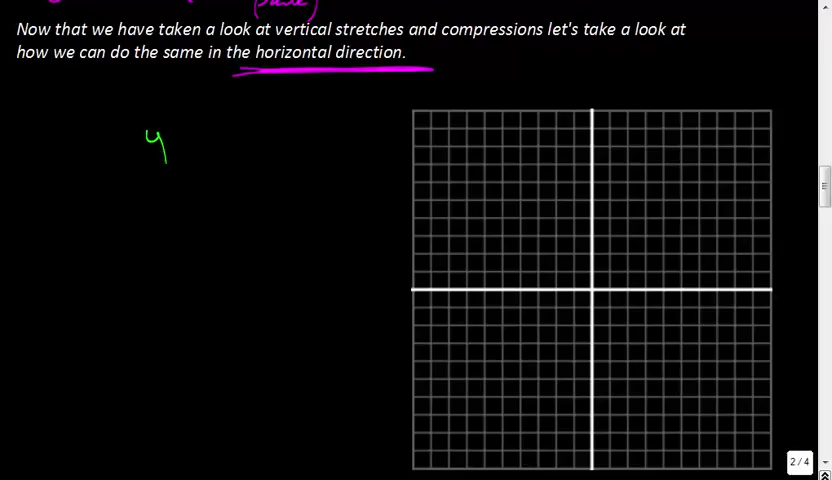 Now that we have taken a look at vertical stretches and compressions let's take a look at
how we can do the same in the horizontal direction.
y
2 / 4